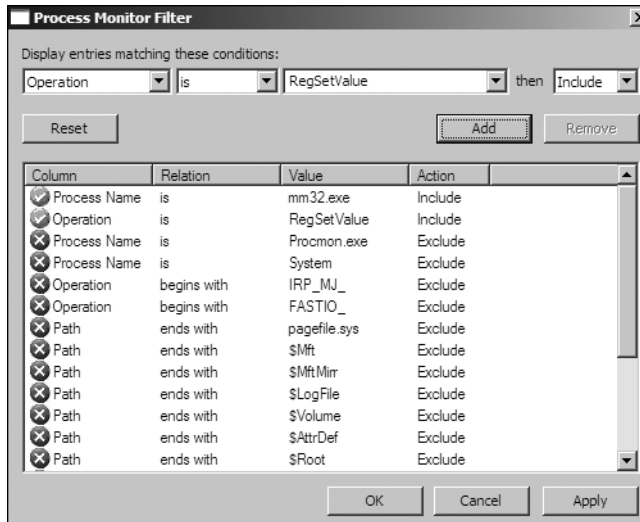 Process Monitor Filter
Display entries matching these conditions:
Operation is RegSetValue then Include
Reset Add Remove
Column Relation Value Action
Process Name is mm32.exe Include
Operation is RegSetValue Include
Process Name is Procmon.exe Exclude
Process Name is System Exclude
Operation begins with IRP_MJ_ Exclude
Operation begins with FASTIO_ Exclude
Path ends with pagefile.sys Exclude
Path ends with $Mft Exclude
Path ends with $MftMirr Exclude
Path ends with $LogFile Exclude
Path ends with $Volume Exclude
Path ends with $AttrDef Exclude
Path ends with $Root Exclude
OK Cancel Apply